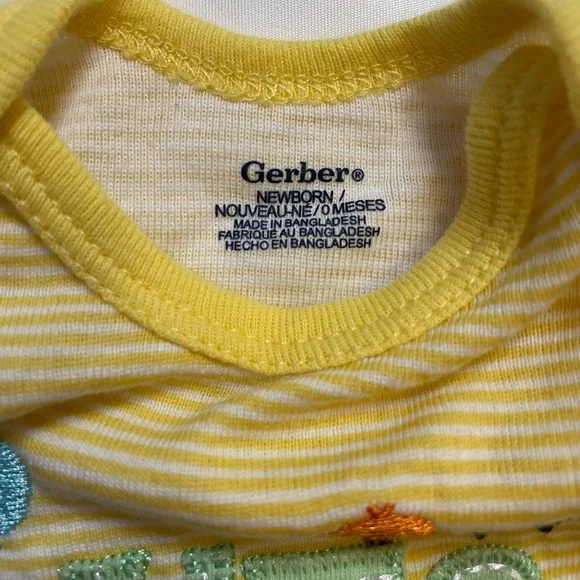 Gerber®
NEWBORN /
NOUVEAU-NÉ/0 MESES
MADE IN BANGLADESH
FABRIQUÉ AU BANGLADESH
HECHO EN BANGLADESH